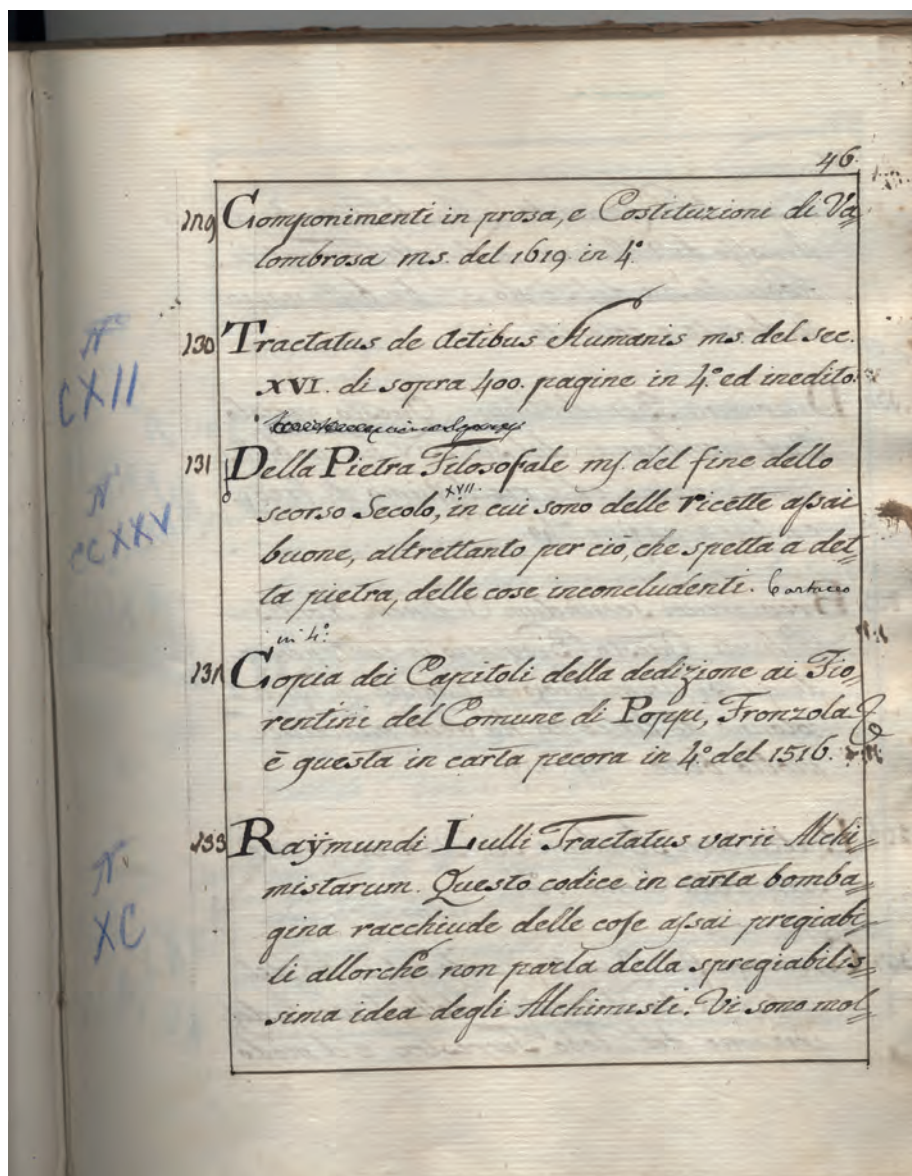 46.
129 Componimenti in prosa, e Costituzioni di Va=
lombrosa ms. del 1619. in 4.°
N°
CXII
130 Tractatus de Actibus Humanis ms. del sec.
XVI. di sopra 400. pagine in 4.° ed inedito.
N°
CCXXV
131 Della Pietra Filosofale ms. del fine dello
scorso Secolo, XVII. in cui sono delle ricette assai
buone, altrettanto per ciò, che spetta a det=
ta pietra, delle cose inconcludenti. Cartaceo
in 4.°
132 Copia dei Capitoli della dedizione ai Fio=
rentini del Comune di Poppi, Fronzola
è questa in carta pecora in 4.° del 1516.
N°
XC
133 Raÿmundi Lulli Tractatus varii Alchi=
mistarum. Questo codice in carta bomba=
gina racchiude delle cose assai pregiabi=
li allorchè non parla della spregiabilis=
sima idea degli Alchimisti. Vi sono mol=